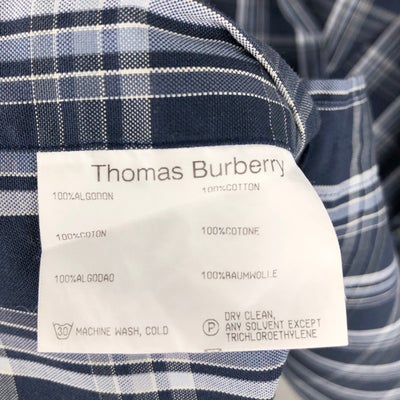 Thomas Burberry
100%ALGODON 100%COTTON
100%COTON 100%COTONE
100%ALGODAO 100%BAUMWOLLE
30 MACHINE WASH, COLD
P DRY CLEAN,
ANY SOLVENT EXCEPT
TRICHLOROETHYLENE